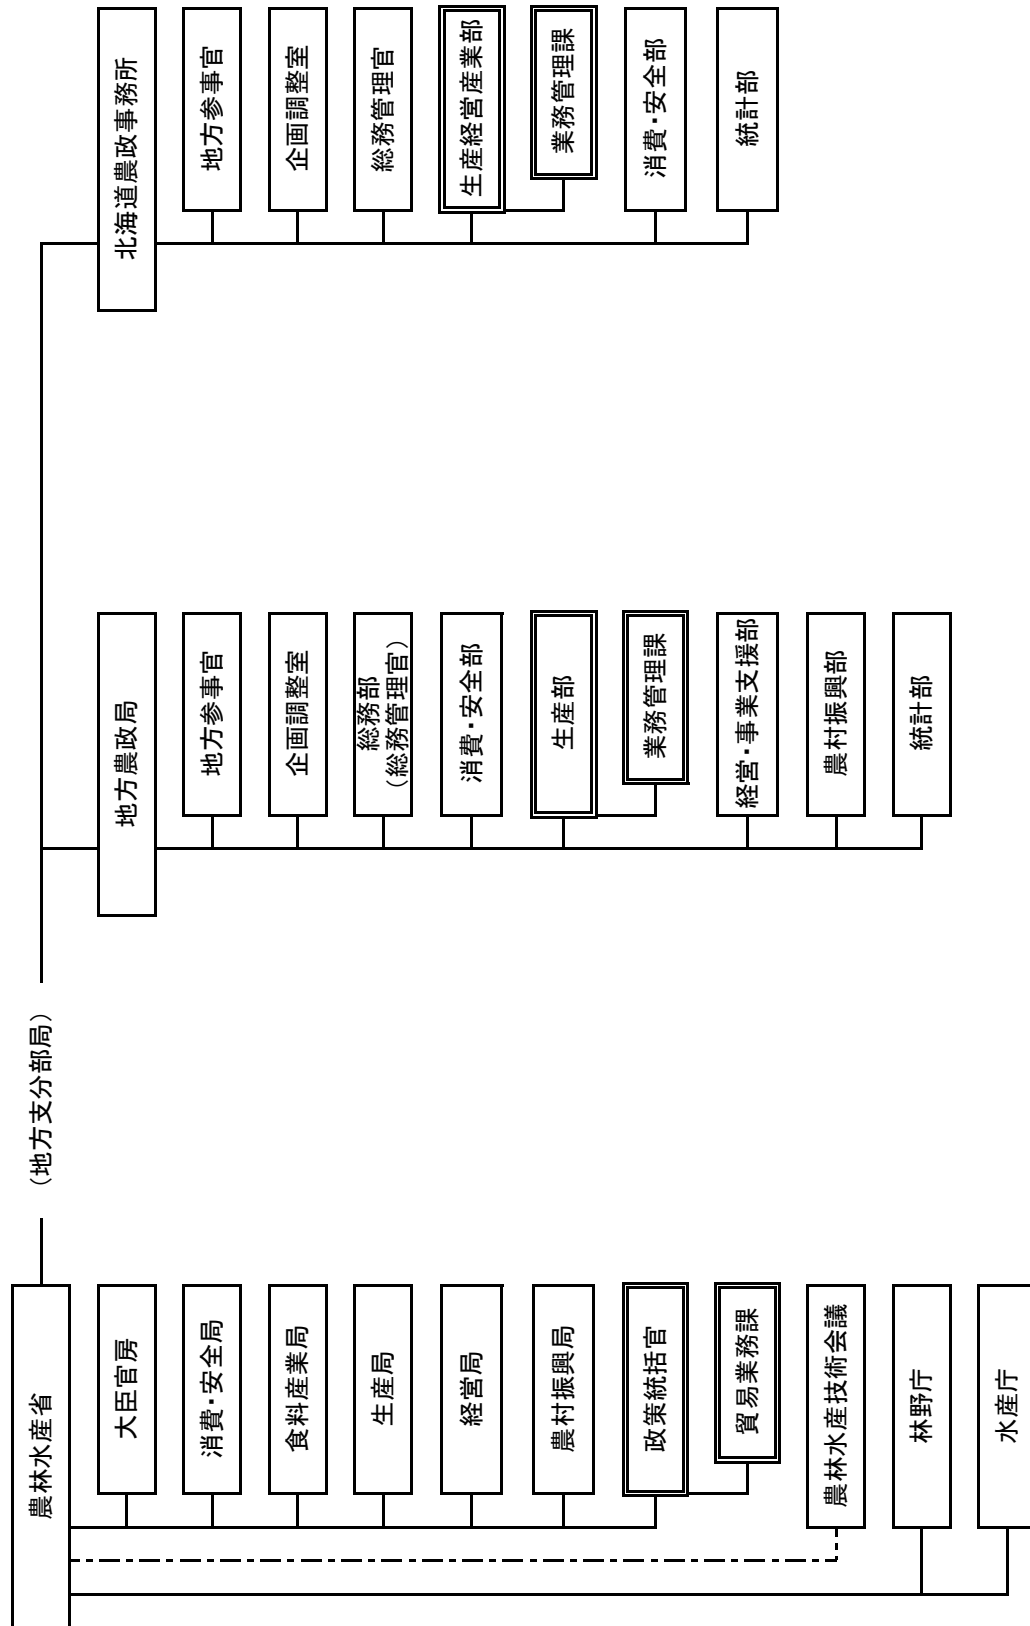 農林水産省
大臣官房
消費・安全局
食料産業局
生産局
経営局
農村振興局
政策統括官
貿易業務課
農林水産技術会議
林野庁
水産庁
（地方支分部局）
地方農政局
地方参事官
企画調整室
総務部
（総務管理官）
消費・安全部
生産部
業務管理課
経営・事業支援部
農村振興部
統計部
北海道農政事務所
地方参事官
企画調整室
総務管理官
生産経営産業部
業務管理課
消費・安全部
統計部